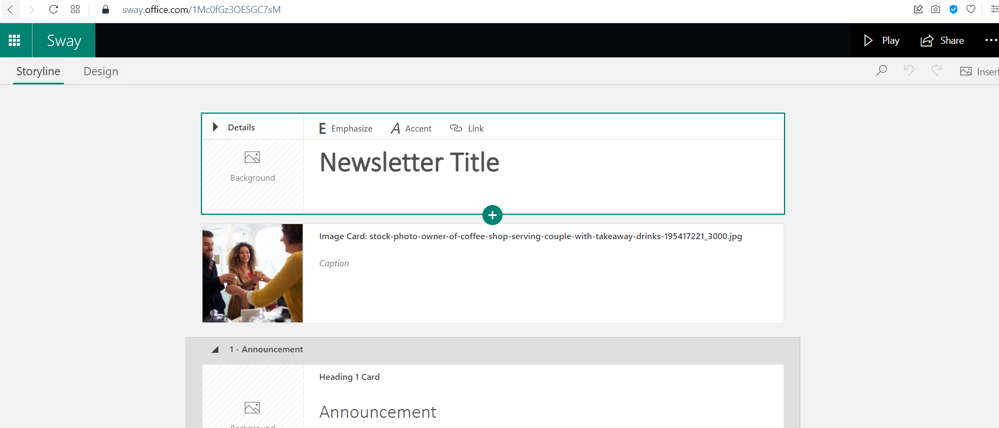 sway.office.com/1Mc0fGz3OESGC7sM
Sway
Play
Share
Storyline
Design
Insert
Details
E Emphasize
A Accent
Link
Background
Newsletter Title
Image Card: stock-photo-owner-of-coffee-shop-serving-couple-with-takeaway-drinks-195417221_3000.jpg
Caption
1 - Announcement
Heading 1 Card
Announcement
Background